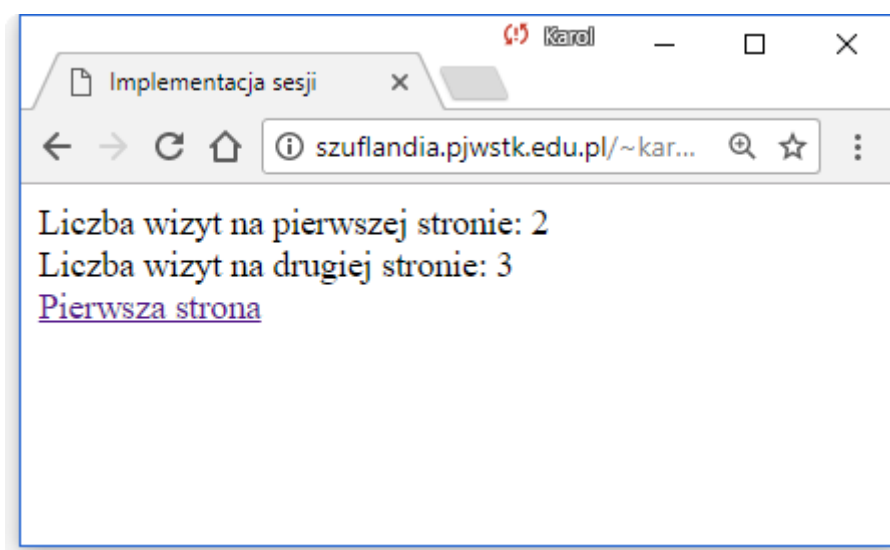 Karol
Implementacja sesji
szuflandia.pjwstk.edu.pl/~kar...
Liczba wizyt na pierwszej stronie: 2
Liczba wizyt na drugiej stronie: 3
Pierwsza strona